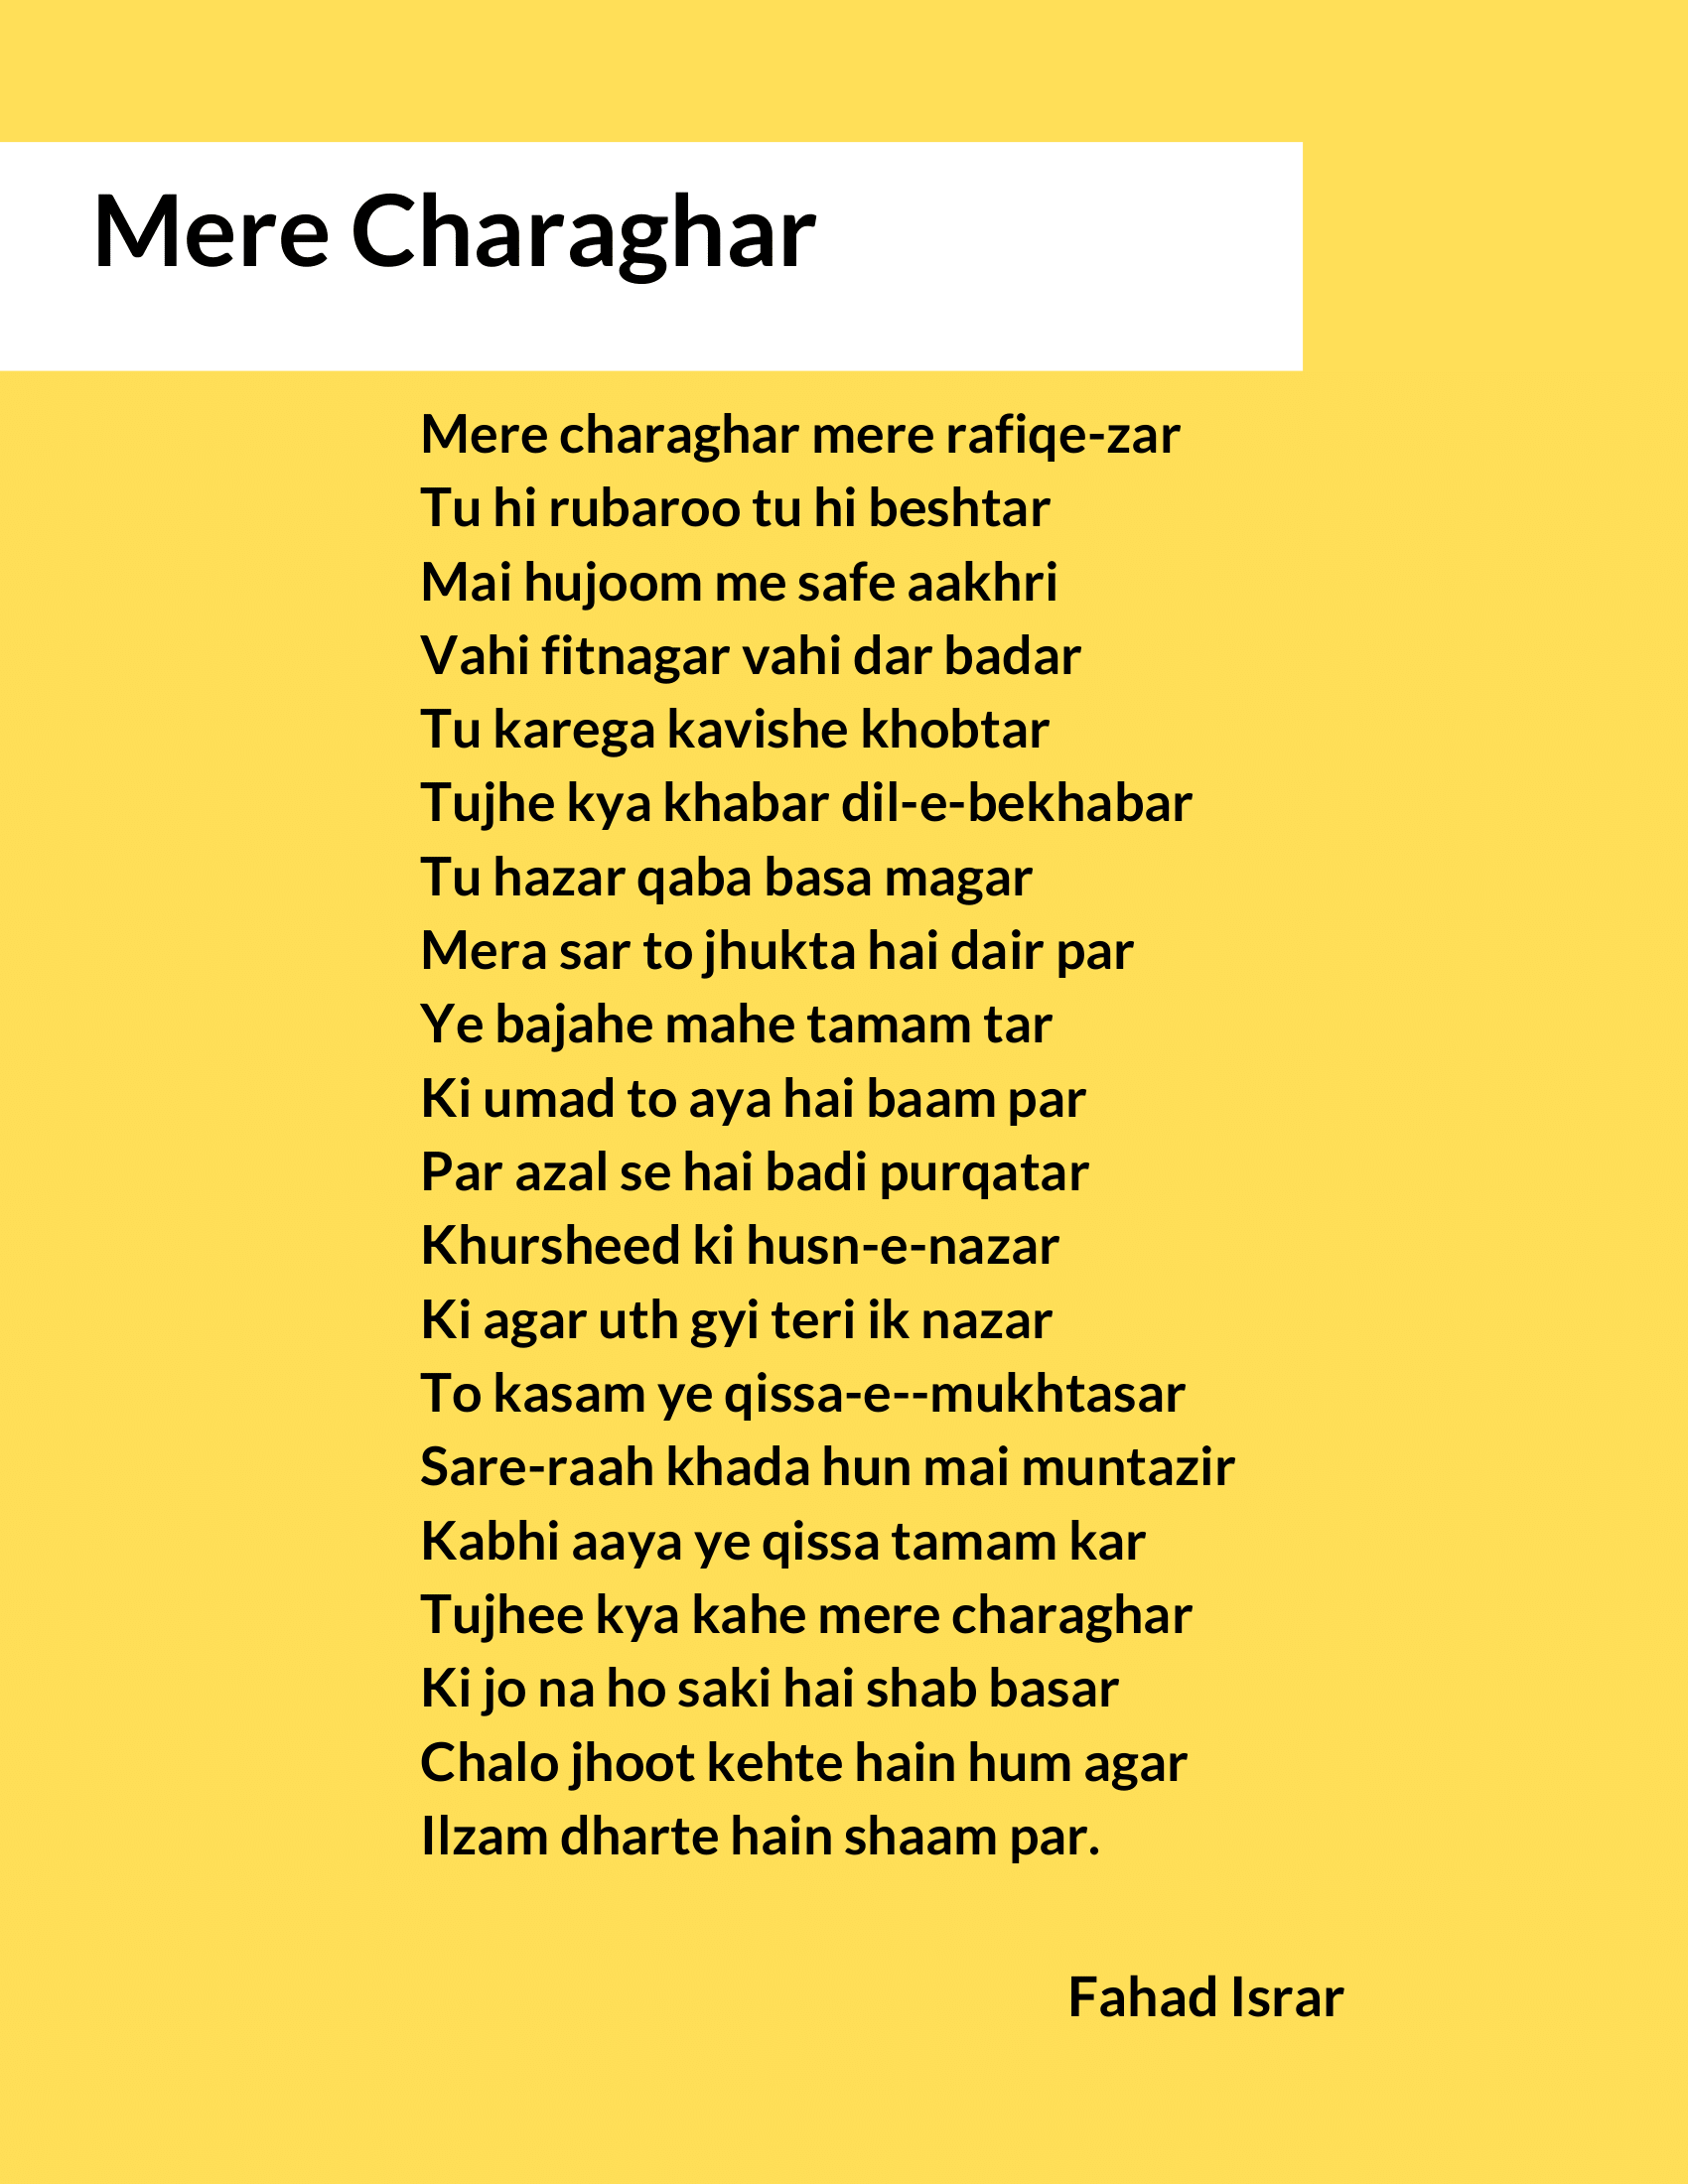 Mere Charaghar
Mere charaghar mere rafiqe-zar
Tu hi rubaroo tu hi beshtar
Mai hujoom me safe aakhri
Vahi fitnagar vahi dar badar
Tu karega kavishe khobtar
Tujhe kya khabar dil-e-bekhabar
Tu hazar qaba basa magar
Mera sar to jhukta hai dair par
Ye bajahe mahe tamam tar
Ki umad to aya hai baam par
Par azal se hai badi purqatar
Khursheed ki husn-e-nazar
Ki agar uth gyi teri ik nazar
To kasam ye qissa-e--mukhtasar
Sare-raah khada hun mai muntazir
Kabhi aaya ye qissa tamam kar
Tujhee kya kahe mere charaghar
Ki jo na ho saki hai shab basar
Chalo jhoot kehte hain hum agar
Ilzam dharte hain shaam par.
Fahad Israr